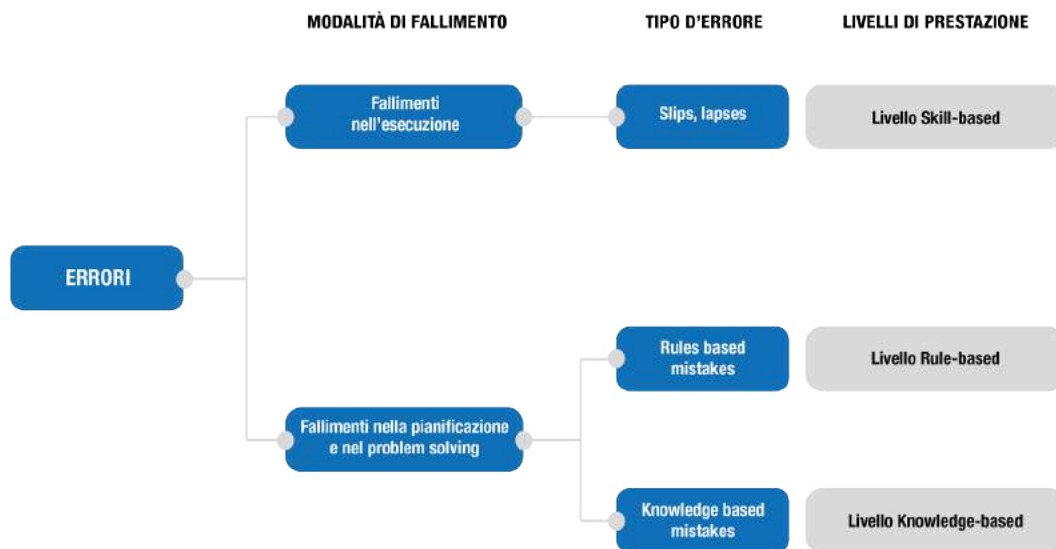 MODALITÀ DI FALLIMENTO
TIPO D'ERRORE
LIVELLI DI PRESTAZIONE
Fallimenti
nell'esecuzione
Slips, lapses
Livello Skill-based
ERRORI
Rules based
mistakes
Livello Rule-based
Fallimenti nella pianificazione
e nel problem solving
Knowledge based
mistakes
Livello Knowledge-based